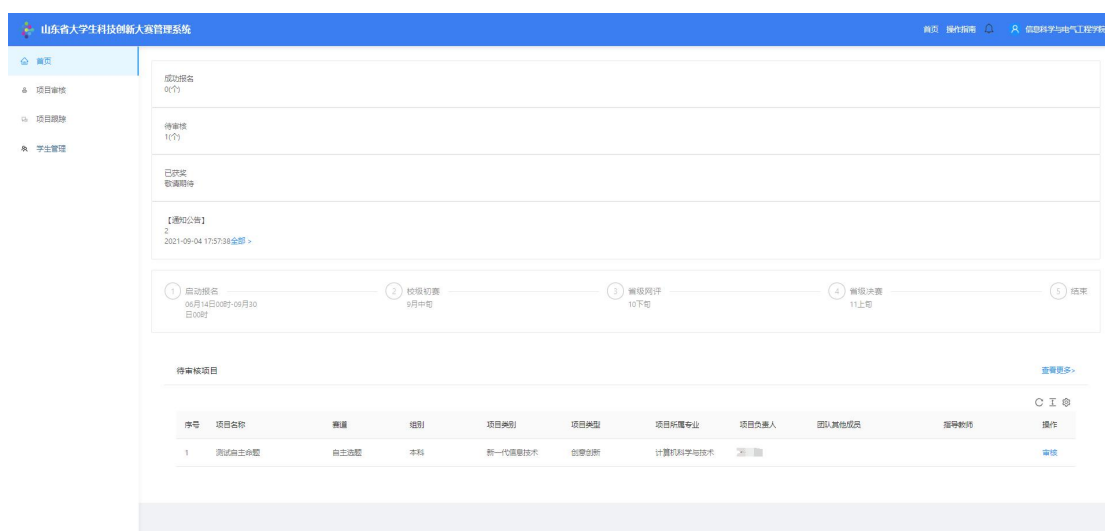 山东省大学生科技创新大赛管理系统
首页 操作指南 信息科学与电气工程学院
首页
项目审核
项目跟踪
学生管理
成功报名
0(个)
待审核
1(个)
已获奖
敬请期待
【通知公告】
2
2021-09-04 17:57:38全部 >
1 启动报名 2 校级初赛 3 省级网评 4 省级决赛 5 结束
06月14日00时-09月30 9月中旬 10下旬 11上旬
日00时
待审核项目 查看更多>
序号 项目名称 赛道 组别 项目类别 项目类型 项目所属专业 项目负责人 团队其他成员 指导教师 操作
1 测试自主命题 自主选题 本科 新一代信息技术 创意创新 计算机科学与技术 审核